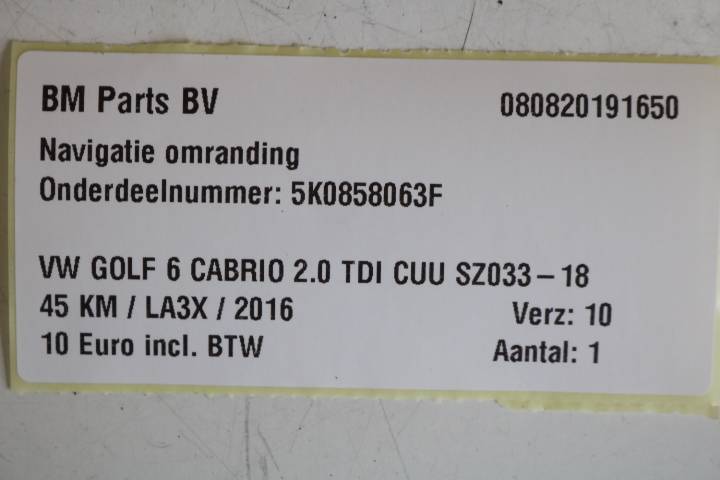 BM Parts BV 080820191650
Navigatie omranding
Onderdeelnummer: 5K0858063F
VW GOLF 6 CABRIO 2.0 TDI CUU SZ033-18
45 KM / LA3X / 2016 Verz: 10
10 Euro incl. BTW Aantal: 1